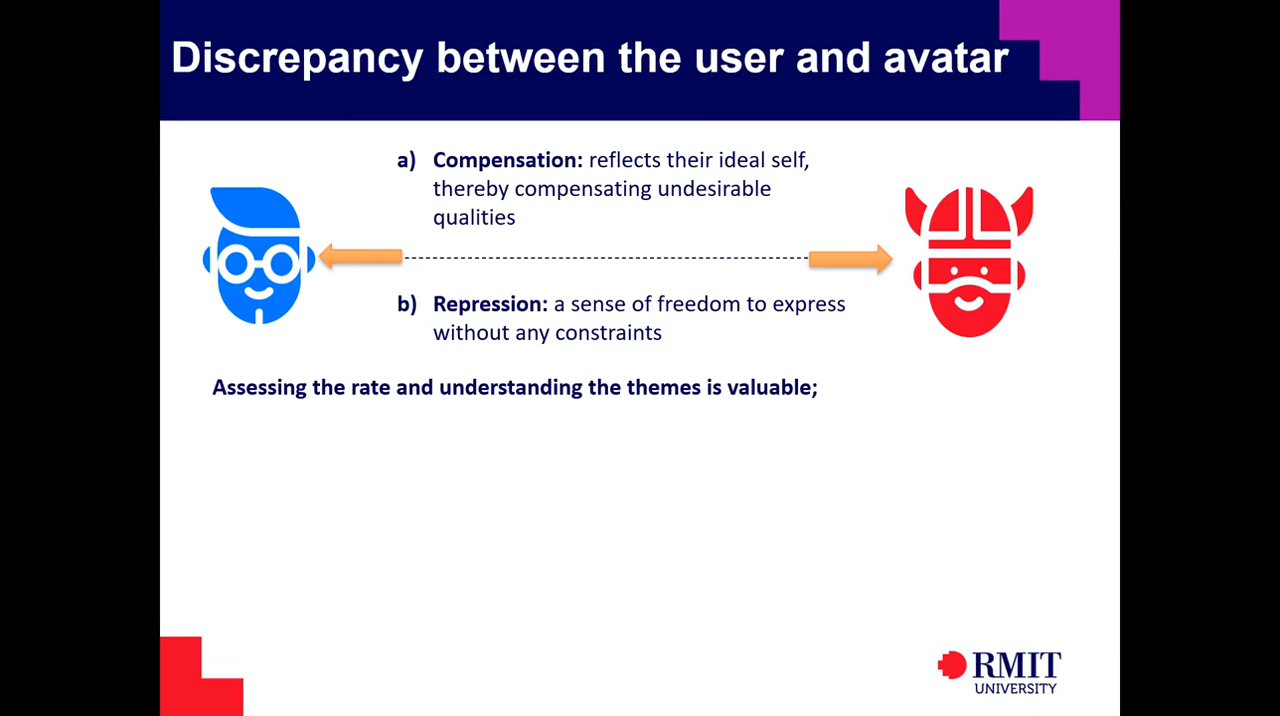 Discrepancy between the user and avatar
a) Compensation: reflects their ideal self,
thereby compensating undesirable
qualities
b) Repression: a sense of freedom to express
without any constraints
Assessing the rate and understanding the themes is valuable;
RMIT
UNIVERSITY